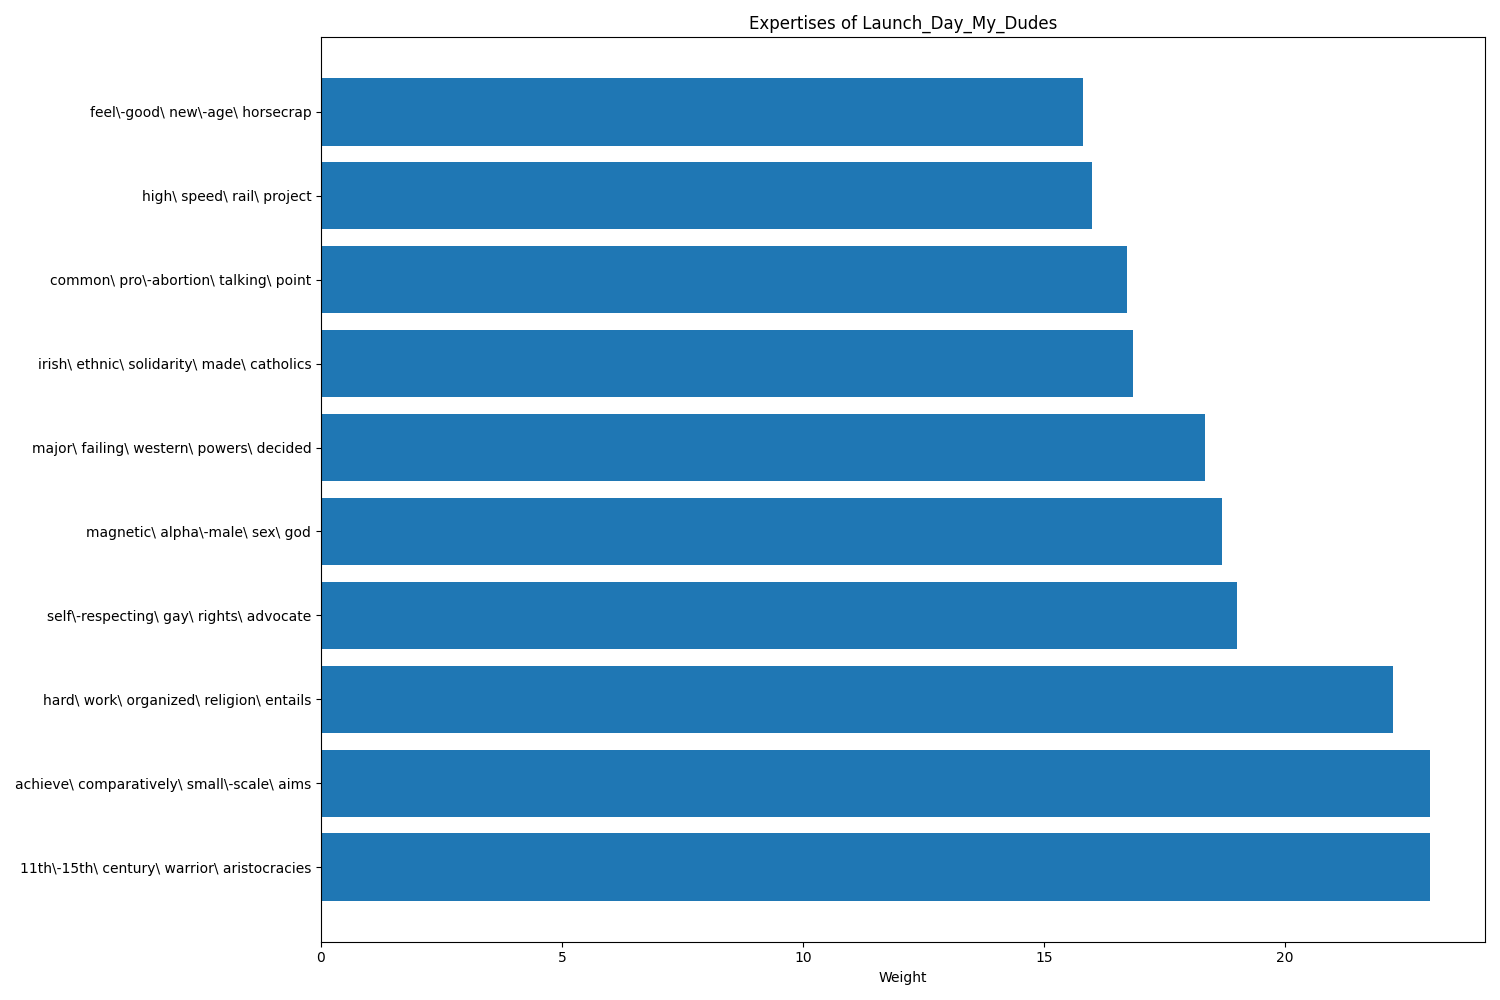 Expertises of Launch_Day_My_Dudes
feel\-good\ new\-age\ horsecrap
high\ speed\ rail\ project
common\ pro\-abortion\ talking\ point
irish\ ethnic\ solidarity\ made\ catholics
major\ failing\ western\ powers\ decided
magnetic\ alpha\-male\ sex\ god
self\-respecting\ gay\ rights\ advocate
hard\ work\ organized\ religion\ entails
achieve\ comparatively\ small\-scale\ aims
11th\-15th\ century\ warrior\ aristocracies
0 5 10 15 20
Weight